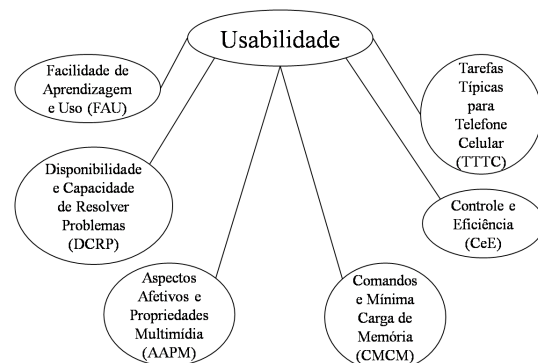 Usabilidade
Facilidade de
Aprendizagem
e Uso (FAU)
Disponibilidade
e Capacidade
de Resolver
Problemas
(DCRP)
Aspectos
Afetivos e
Propriedades
Multimídia
(AAPM)
Comandos
e Mínima
Carga de
Memória
(CMCM)
Controle e
Eficiência
(CeE)
Tarefas
Típicas
para
Telefone
Celular
(TTTC)